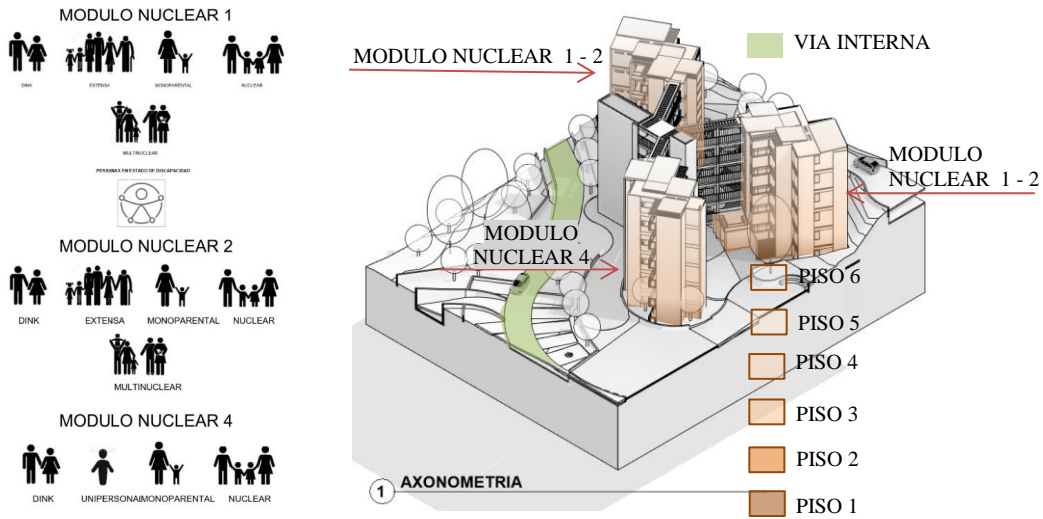 MODULO NUCLEAR 1
DINK
EXTENSA
MONOPARENTAL
NUCLEAR
MULTINUCLEAR
PERSONAS EN ESTADO DE DISCAPACIDAD
MODULO NUCLEAR 2
DINK
EXTENSA
MONOPARENTAL
NUCLEAR
MULTINUCLEAR
MODULO NUCLEAR 4
DINK
UNIPERSONAL
MONOPARENTAL
NUCLEAR
MODULO NUCLEAR 1 - 2
VIA INTERNA
MODULO
NUCLEAR 1 - 2
MODULO
NUCLEAR 4
PISO 6
PISO 5
PISO 4
PISO 3
PISO 2
PISO 1
1
AXONOMETRIA